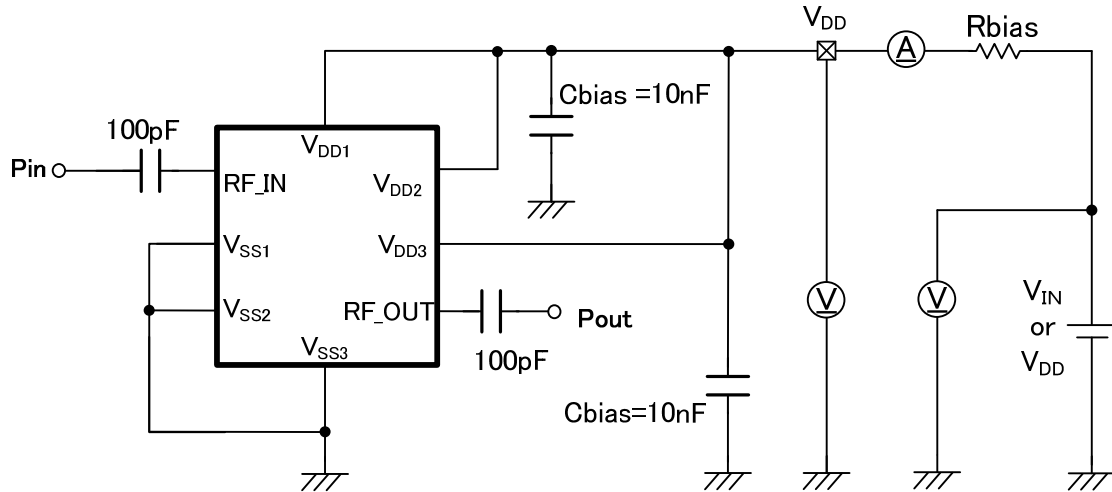 V_DD
Rbias
A
Cbias =10nF
100pF
Pin
V_DD1
RF_IN
V_DD2
V_SS1
V_DD3
V_SS2
RF_OUT
V_SS3
Pout
100pF
Cbias=10nF
V
V
V_IN
or
V_DD